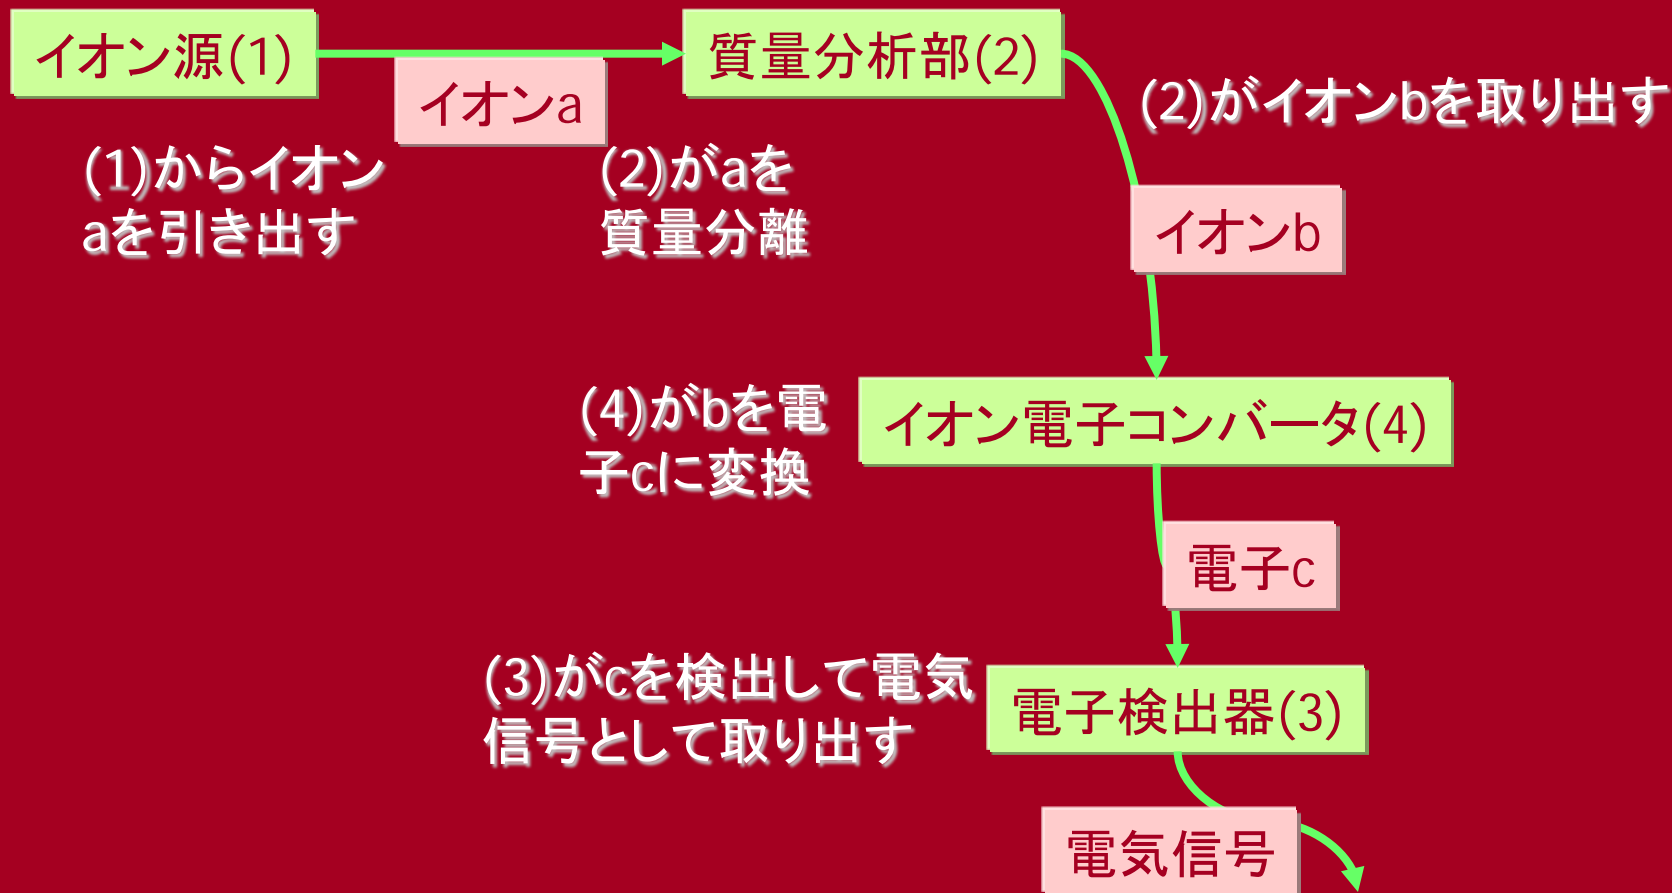 イオン源(1)
質量分析部(2)
イオンa
(2)がイオンbを取り出す
(1)からイオン
aを引き出す
(2)がaを
質量分離
イオンb
(4)がbを電
子cに変換
イオン電子コンバータ(4)
電子c
(3)がcを検出して電気
信号として取り出す
電子検出器(3)
電気信号